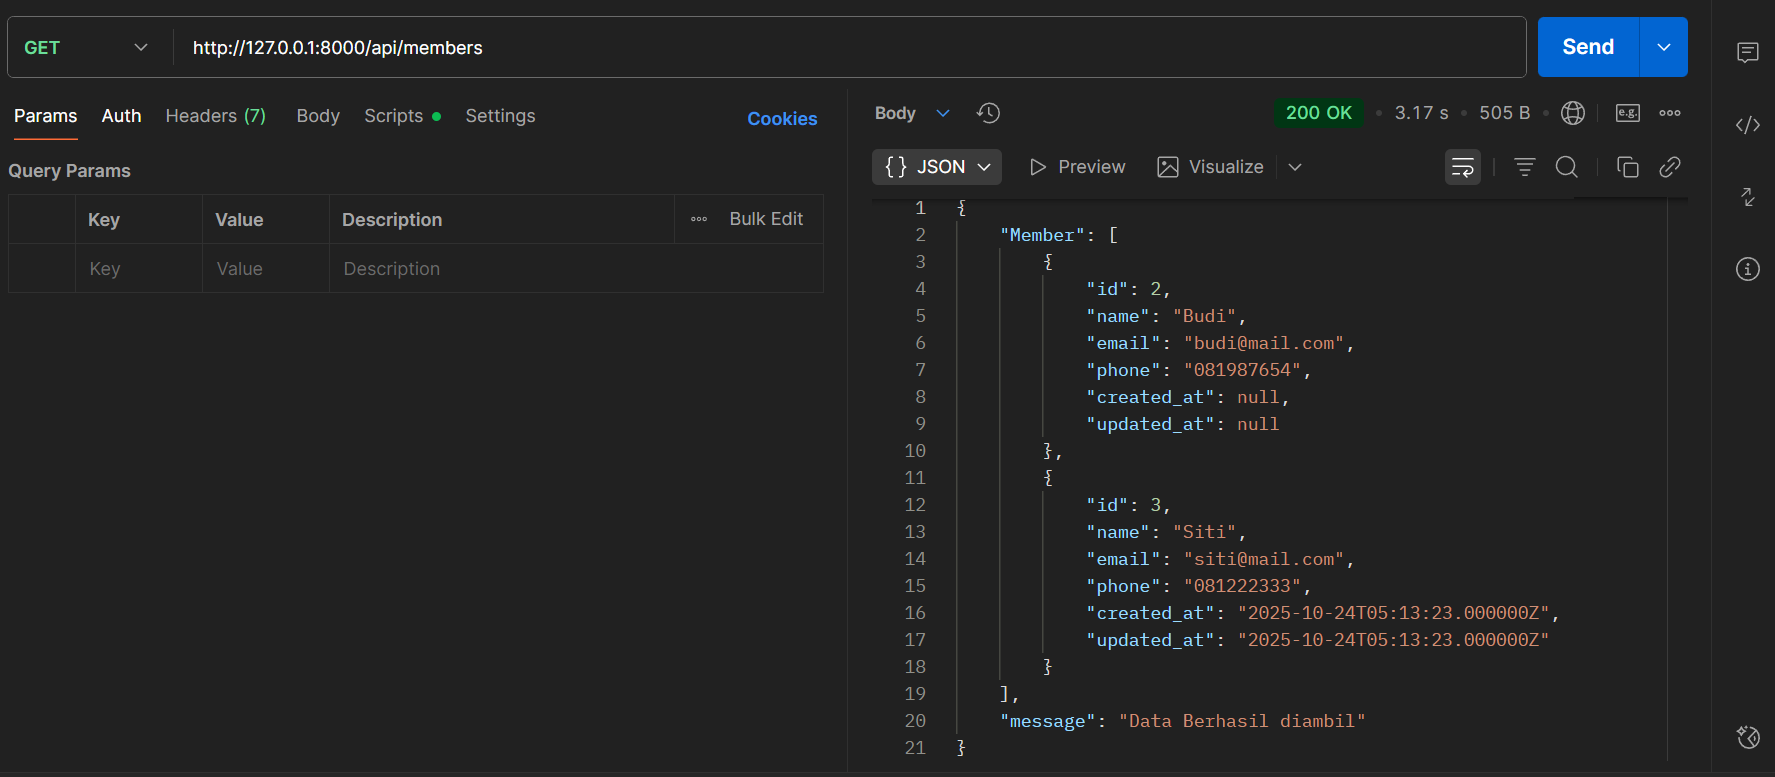 GET http://127.0.0.1:8000/api/members Send
Params Auth Headers (7) Body Scripts Settings Cookies
Query Params
Key Value Description Bulk Edit
Key Value Description
Body 200 OK • 3.17 s • 505 B • e.g.
{} JSON Preview Visualize
1 {
2 "Member": [
3 {
4 "id": 2,
5 "name": "Budi",
6 "email": "budi@mail.com",
7 "phone": "081987654",
8 "created_at": null,
9 "updated_at": null
10 },
11 {
12 "id": 3,
13 "name": "Siti",
14 "email": "siti@mail.com",
15 "phone": "081222333",
16 "created_at": "2025-10-24T05:13:23.000000Z",
17 "updated_at": "2025-10-24T05:13:23.000000Z"
18 }
19 ],
20 "message": "Data Berhasil diambil"
21 }